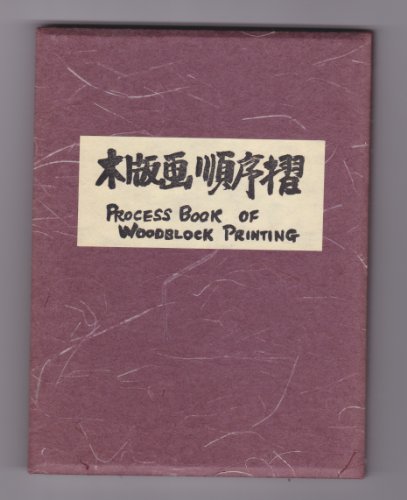 木版画順序摺
PROCESS BOOK OF
WOODBLOCK PRINTING